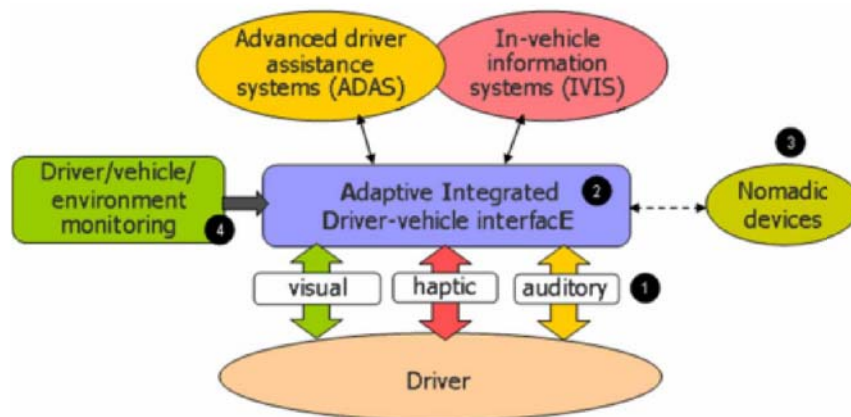 Advanced driver
assistance
systems (ADAS)
In-vehicle
information
systems (IVIS)
3
Driver/vehicle/
environment
monitoring
4
Adaptive Integrated
Driver-vehicle interfacE
2
Nomadic
devices
visual
haptic
auditory
1
Driver